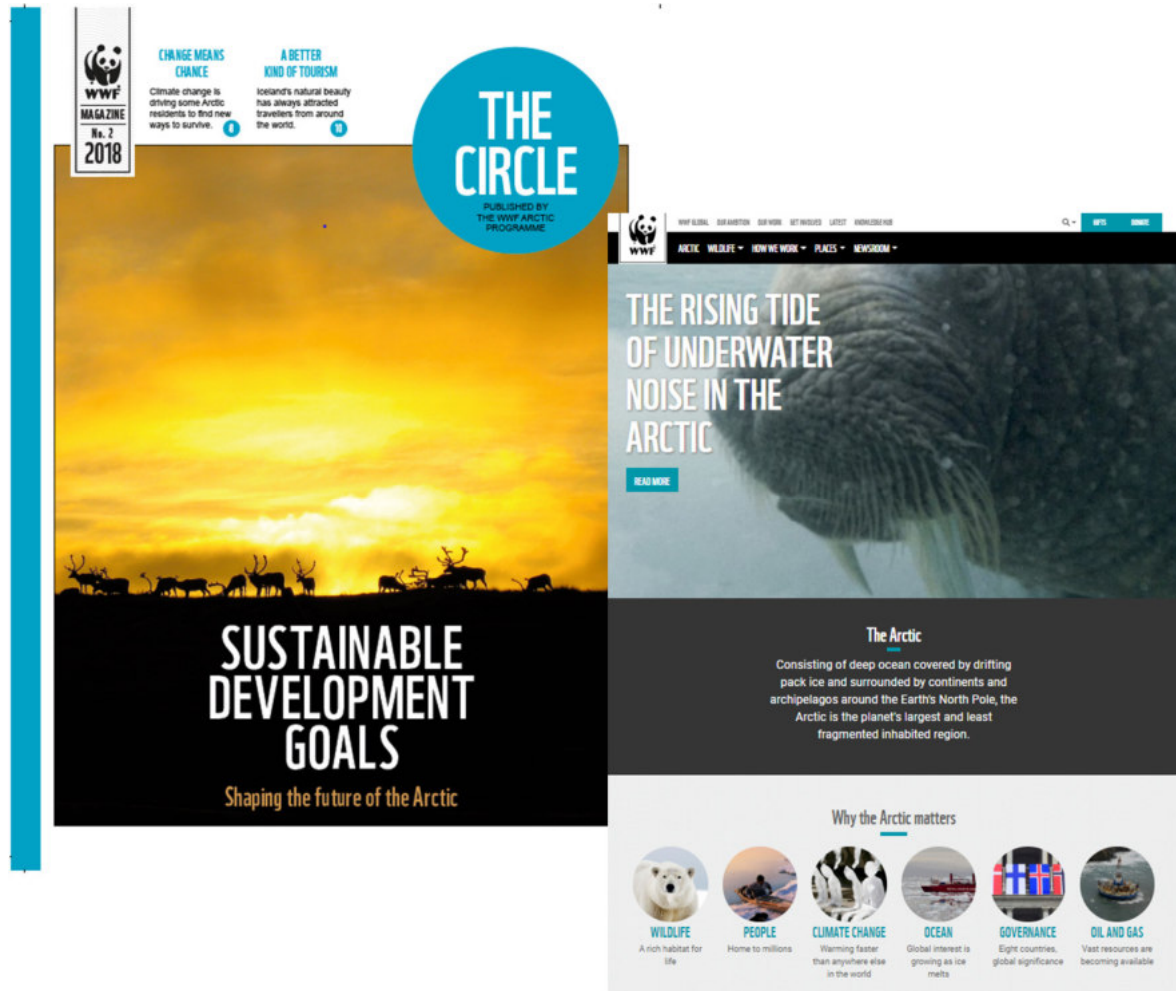 WWF
MAGAZINE
No. 2
2018
CHANGE MEANS
CHANCE
Climate change is
driving some Arctic
residents to find new
ways to survive.
8
A BETTER
KIND OF TOURISM
Iceland's natural beauty
has always attracted
travellers from around
the world.
THE
CIRCLE
PUBLISHED BY
THE WWF ARCTIC
PROGRAMME
SUSTAINABLE
DEVELOPMENT
GOALS
Shaping the future of the Arctic
WWF
WWF GLOBAL OUR AMBITION OUR WORK GET INVOLVED LATEST KNOWLEDGE HUB
GIFTS DONATE
ARCTIC WILDLIFE HOW WE WORK PLACES NEWSROOM
THE RISING TIDE
OF UNDERWATER
NOISE IN THE
ARCTIC
READ MORE
The Arctic
Consisting of deep ocean covered by drifting
pack ice and surrounded by continents and
archipelagos around the Earth's North Pole, the
Arctic is the planet's largest and least
fragmented inhabited region.
Why the Arctic matters
WILDLIFE
A rich habitat for
life
PEOPLE
Home to millions
CLIMATE CHANGE
Warming faster
than anywhere else
in the world
OCEAN
Global interest is
growing as ice
melts
GOVERNANCE
Eight countries,
global significance
OIL AND GAS
Vast resources are
becoming available